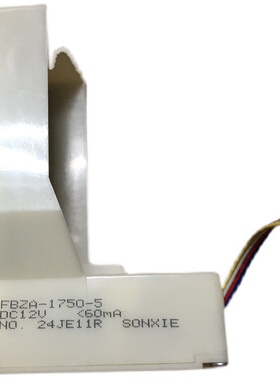 FBZA-1750-5
DC12V <60mA
NO. 24JE11R SONXIE